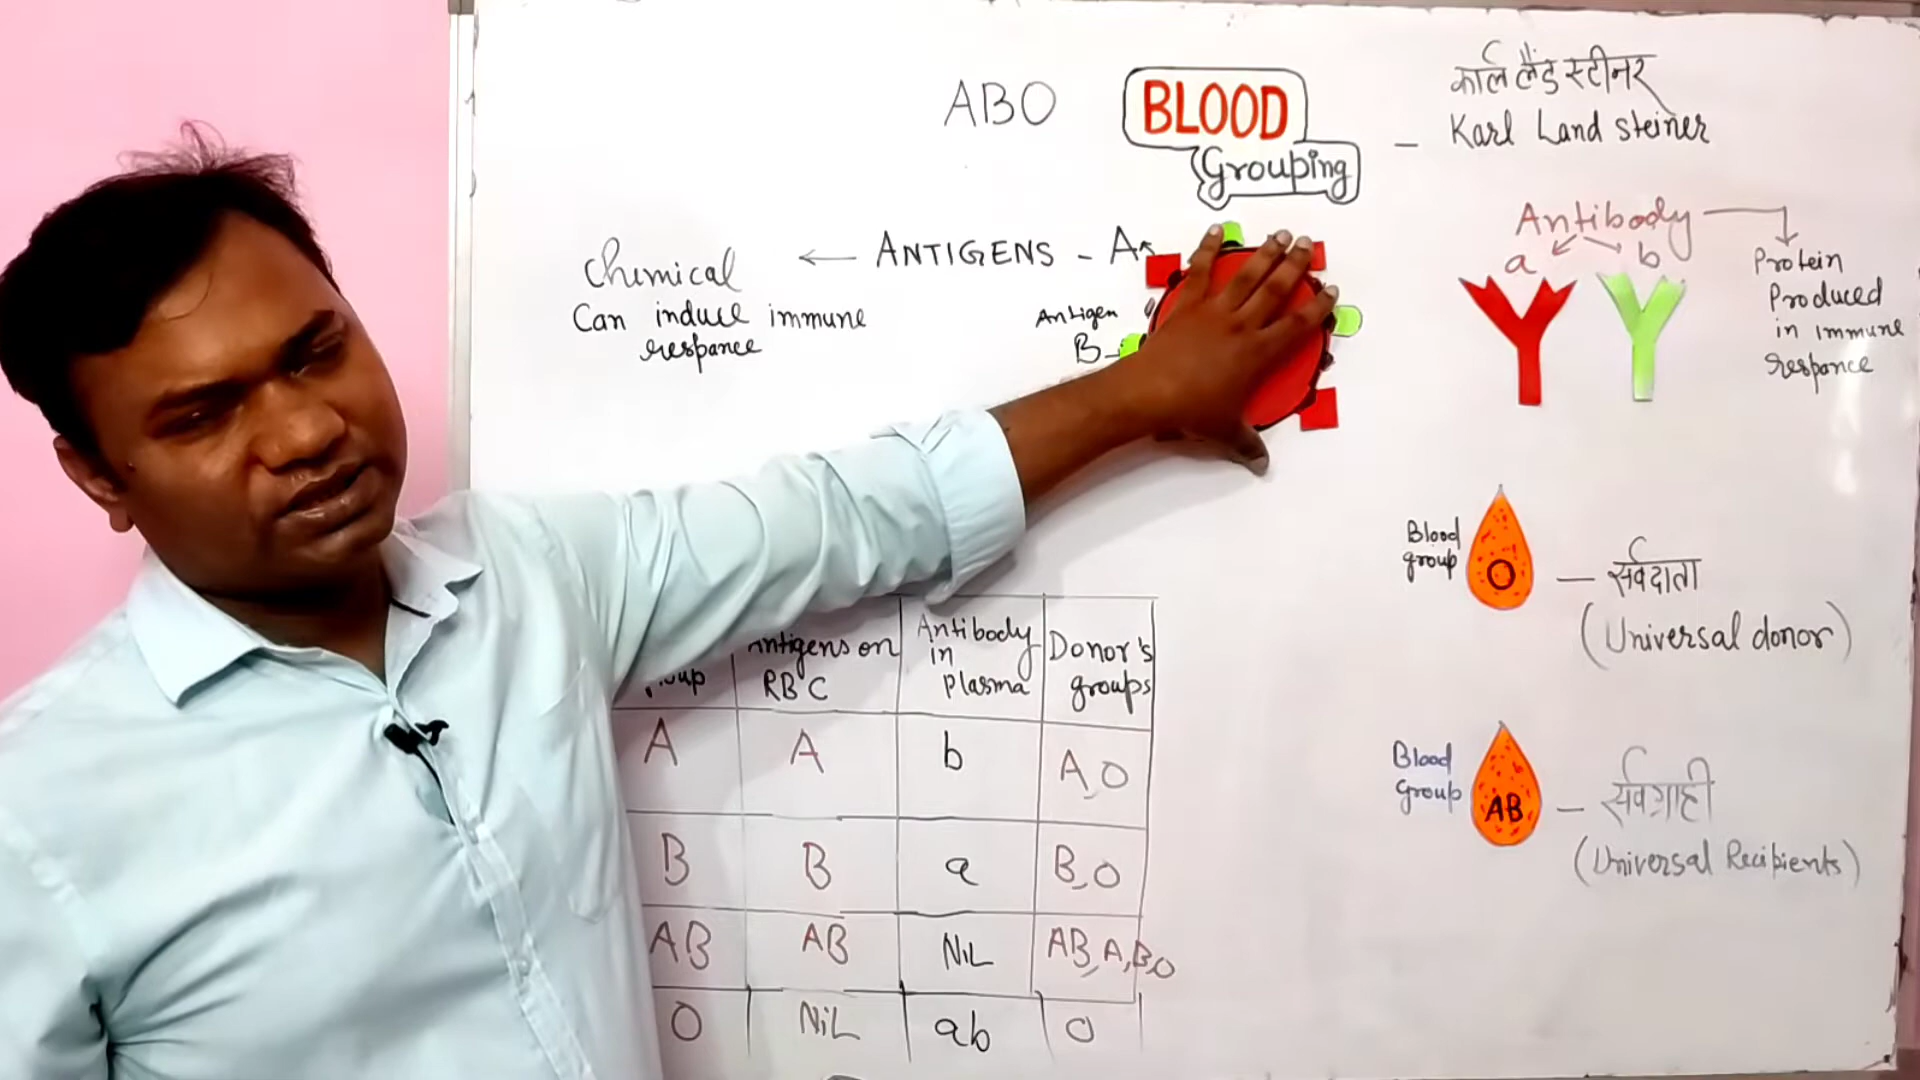 ABO
BLOOD
Grouping
–
कार्ल लैंड स्टीनर
Karl Land steiner
Chemical
Can induce immune
respance
← ANTIGENS - A
Antigen
B
Antibody
a b
Protein
Produced
in immune
respance
Blood
group
O
– सर्वदाता
(Universal donor)
Blood
Group
AB
– सर्वग्राही
(Universal Recipients)
ntigens on
RBC
Antibody
in
Plasma
Donor's
groups
A A b A,O
B B a B,O
AB AB NiL AB,A,B,O
O NiL ab O